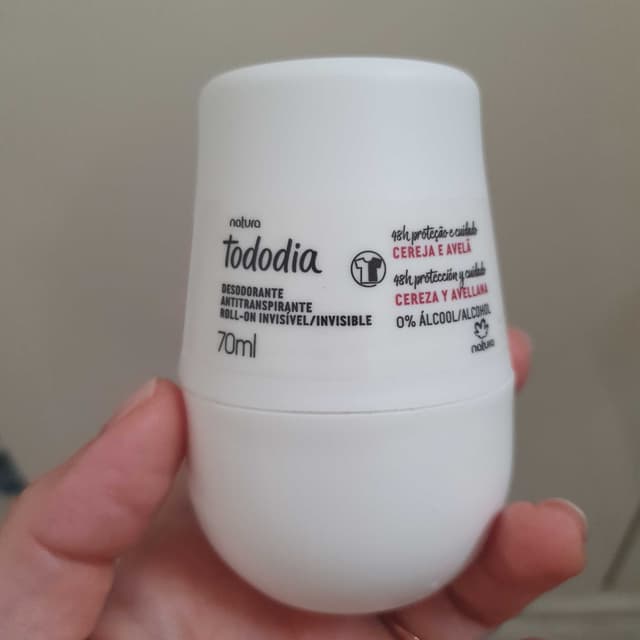 natura
tododia
DESODORANTE
ANTITRANSPIRANTE
ROLL-ON INVISÍVEL/INVISIBLE
70ml
48h proteção e cuidado
CEREJA E AVELÃ
48h protección y cuidado
CEREZA Y AVELLANA
0% ÁLCOOL/ALCOHOL
natura